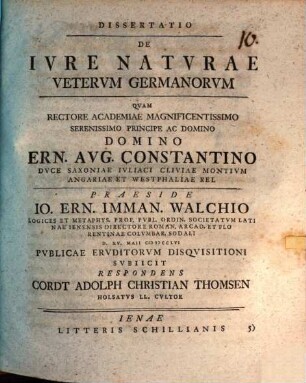 DISSERTATIO
10.
DE
IVRE NATVRAE
VETERVM GERMANORVM
QVAM
RECTORE ACADEMIAE MAGNIFICENTISSIMO
SERENISSIMO PRINCIPE AC DOMINO
DOMINO
ERN. AVG. CONSTANTINO
DVCE SAXONIAE IVLIACI CLIVIAE MONTIVM
ANGARIAE ET WESTPHALIAE REL
PRAESIDE
IO. ERN. IMMAN. WALCHIO
LOGICES ET METAPHYS. PROF. PVBL. ORDIN. SOCIETATVM LATI
NAE IENENSIS DIRECTORE ROMAN. ARCAD. ET FLO
RENTINAE COLVMBAR. SODALI
D. XV. MAII CIƆIƆCCLVI
PVBLICAE ERVDITORVM DISQVISITIONI
SVBIICIT
RESPONDENS
CORDT ADOLPH CHRISTIAN THOMSEN
HOLSATVS LL. CVLTOR
IENAE
LITTERIS SCHILLIANIS 5)